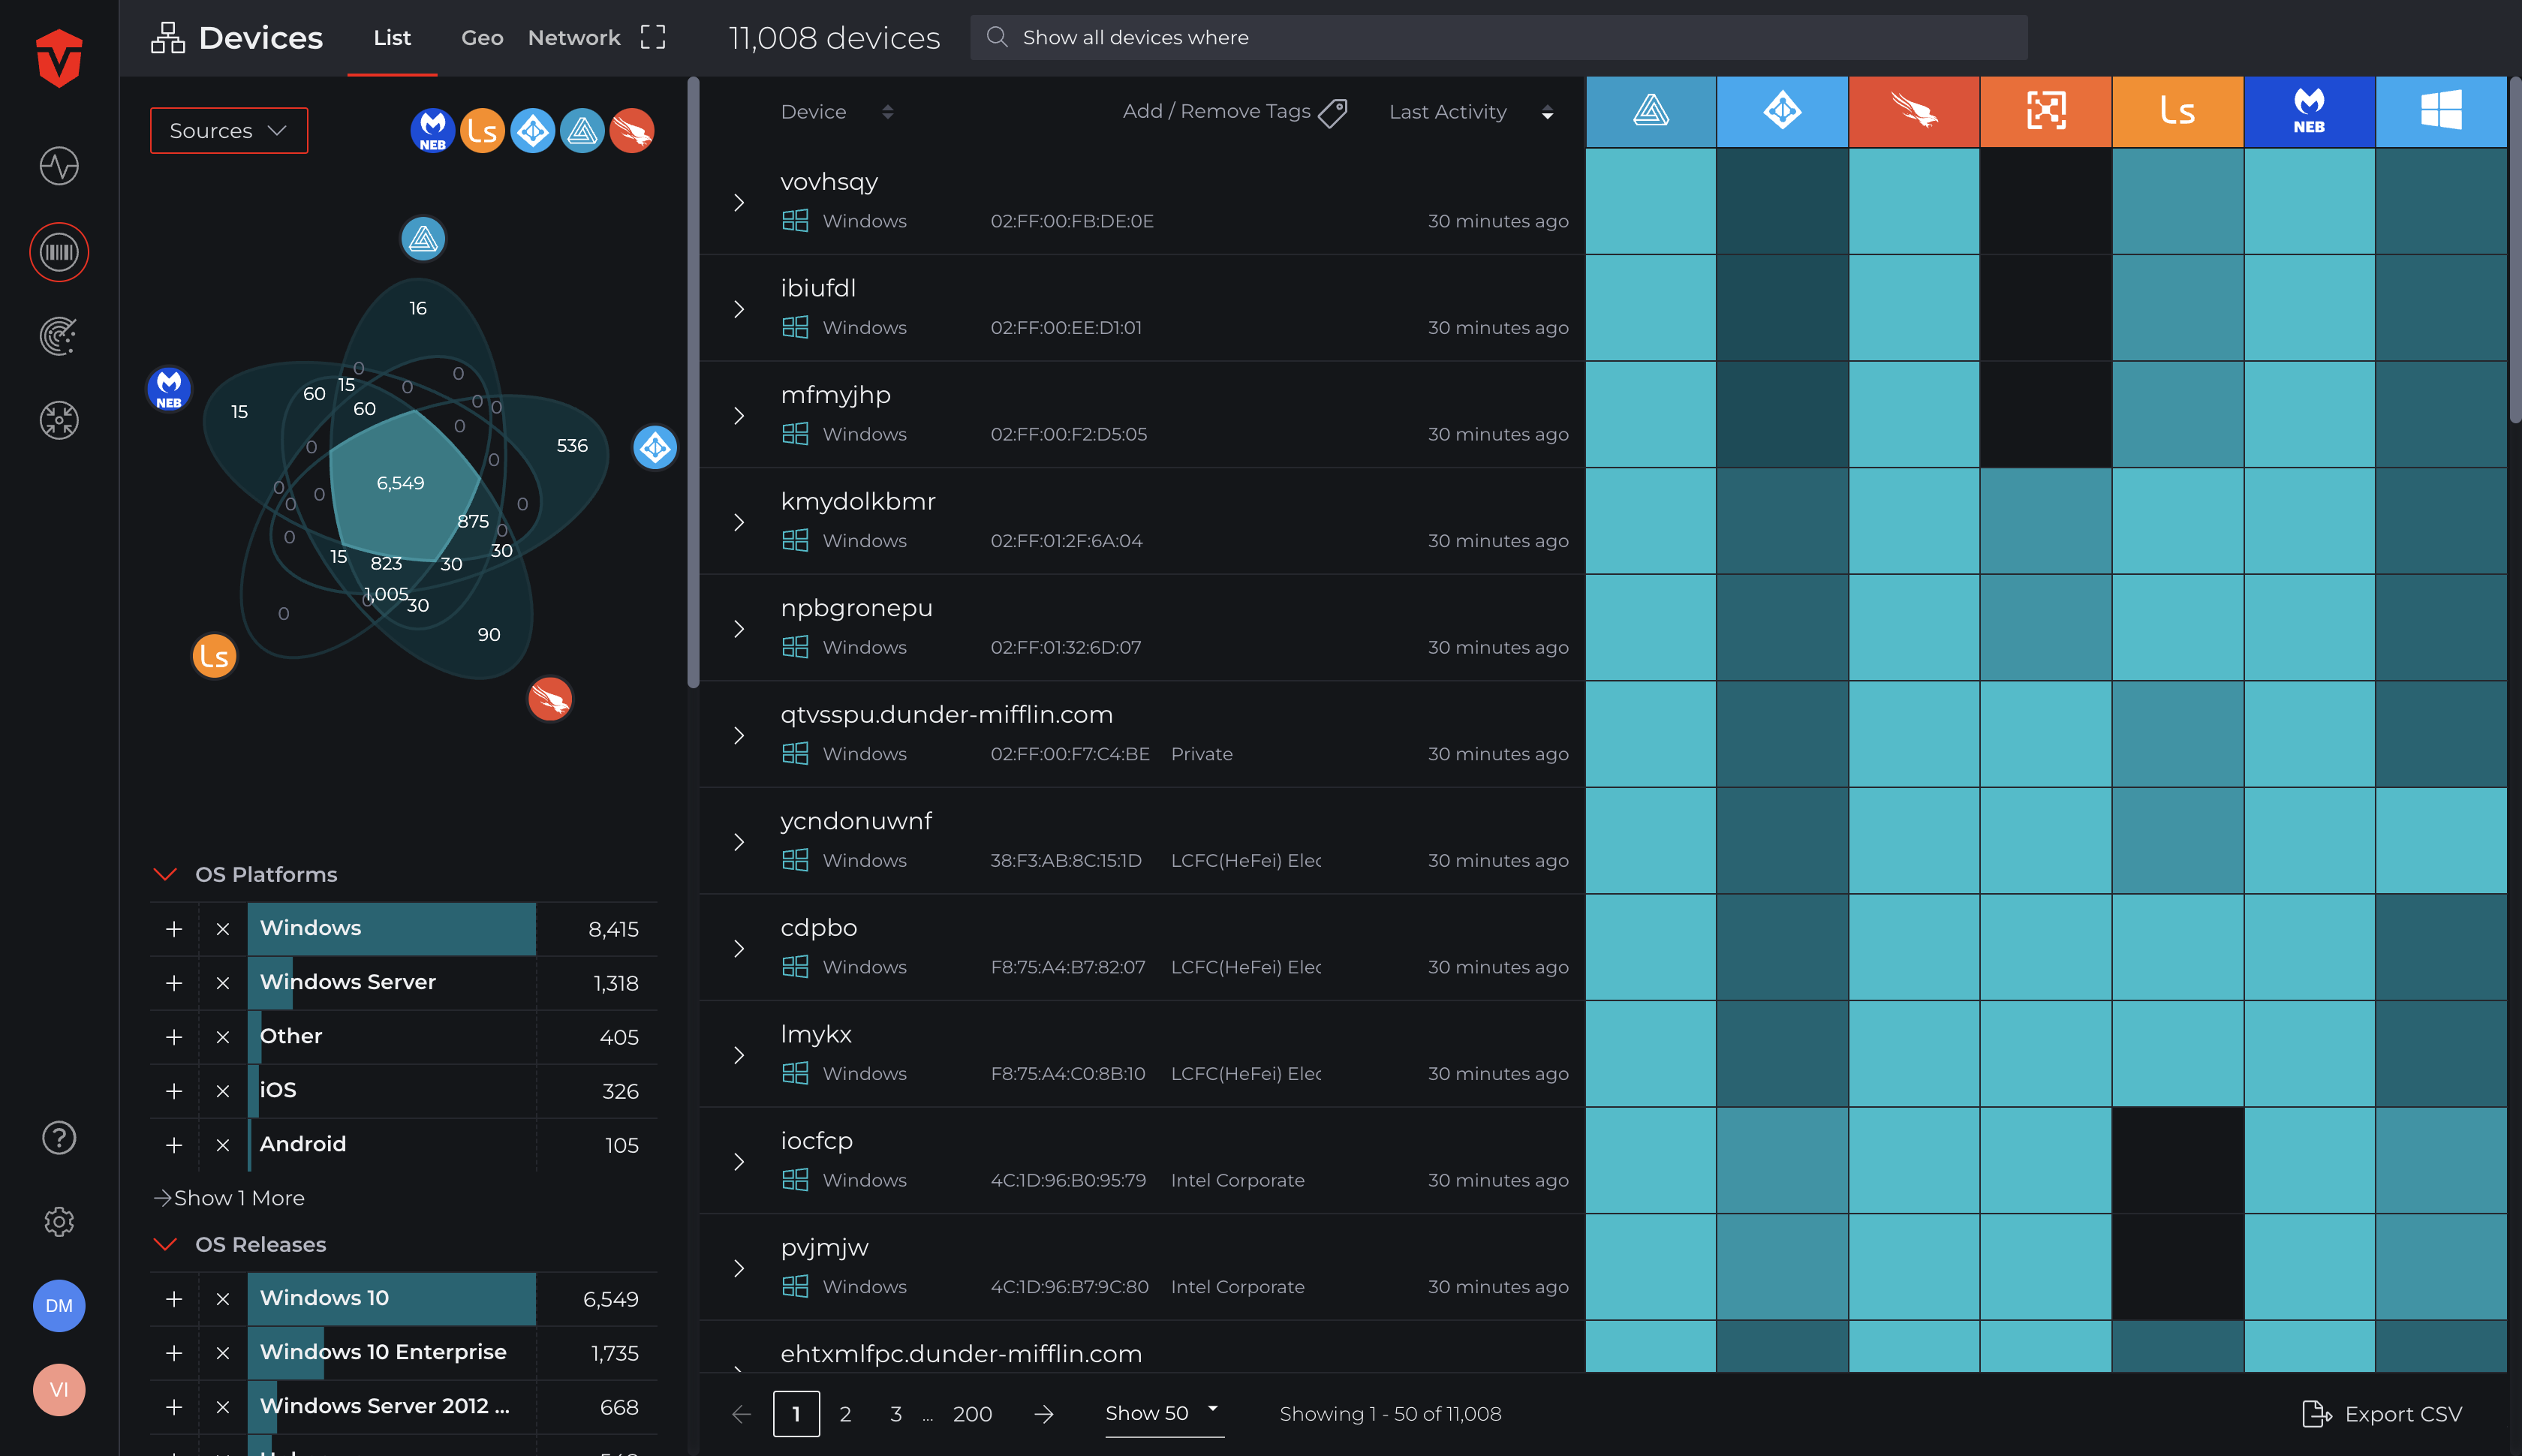 Devices
List
Geo
Network
11,008 devices
Show all devices where
Sources
NEB
Ls
16
NEB
15
60
15
60
0
0
0
0
0
0
536
0
0
6,549
0
0
0
0
875
0
0
0
15
823
30
30
1,005
0
30
0
90
Ls
OS Platforms
Windows 8,415
Windows Server 1,318
Other 405
iOS 326
Android 105
Show 1 More
OS Releases
Windows 10 6,549
Windows 10 Enterprise 1,735
Windows Server 2012 ... 668
DM
VI
Device Add / Remove Tags Last Activity Ls NEB
vovhsqy
Windows 02:FF:00:FB:DE:0E 30 minutes ago
ibiufdl
Windows 02:FF:00:EE:D1:01 30 minutes ago
mfmyjhp
Windows 02:FF:00:F2:D5:05 30 minutes ago
kmydolkbmr
Windows 02:FF:01:2F:6A:04 30 minutes ago
npbgronepu
Windows 02:FF:01:32:6D:07 30 minutes ago
qtvsspu.dunder-mifflin.com
Windows 02:FF:00:F7:C4:BE Private 30 minutes ago
ycndonuwnf
Windows 38:F3:AB:8C:15:1D LCFC(HeFei) Elec 30 minutes ago
cdpbo
Windows F8:75:A4:B7:82:07 LCFC(HeFei) Elec 30 minutes ago
lmykx
Windows F8:75:A4:C0:8B:10 LCFC(HeFei) Elec 30 minutes ago
iocfcp
Windows 4C:1D:96:B0:95:79 Intel Corporate 30 minutes ago
pvjmjw
Windows 4C:1D:96:B7:9C:80 Intel Corporate 30 minutes ago
ehtxmlfpc.dunder-mifflin.com
1 2 3 ... 200 Show 50 Showing 1 - 50 of 11,008 Export CSV